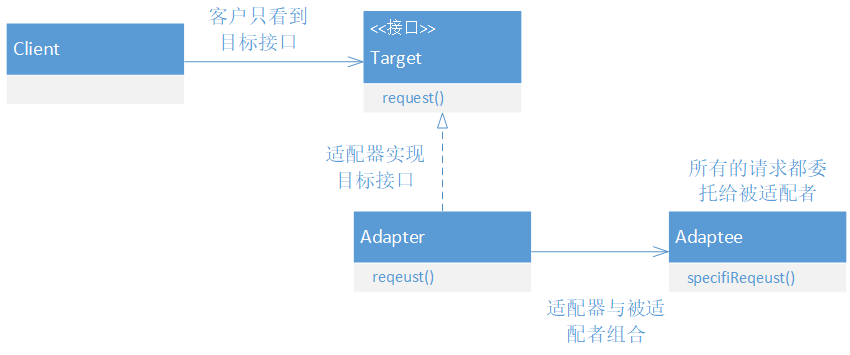 客户只看到
目标接口
Client
<<接口>>
Target
request()
适配器实现
目标接口
所有的请求都委
托给被适配者
Adapter
reqeust()
Adaptee
specifiReqeust()
适配器与被适
配者组合